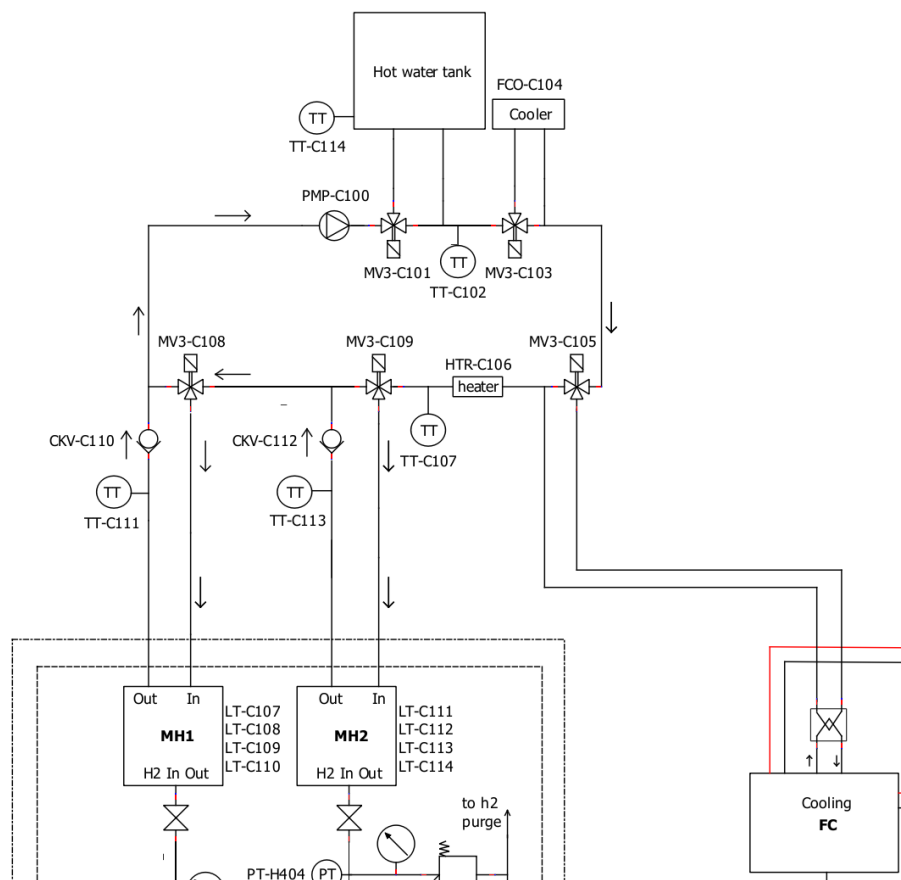 Hot water tank
FCO-C104
Cooler
TT
TT-C114
PMP-C100
TT
MV3-C101
MV3-C103
TT-C102
MV3-C108
MV3-C109
MV3-C105
HTR-C106
heater
CKV-C110
CKV-C112
TT
TT-C107
TT
TT
TT-C111
TT-C113
Out In
MH1
H2 In Out
LT-C107
LT-C108
LT-C109
LT-C110
Out In
MH2
H2 In Out
LT-C111
LT-C112
LT-C113
LT-C114
to h2
purge
Cooling
FC
PT-H404
PT